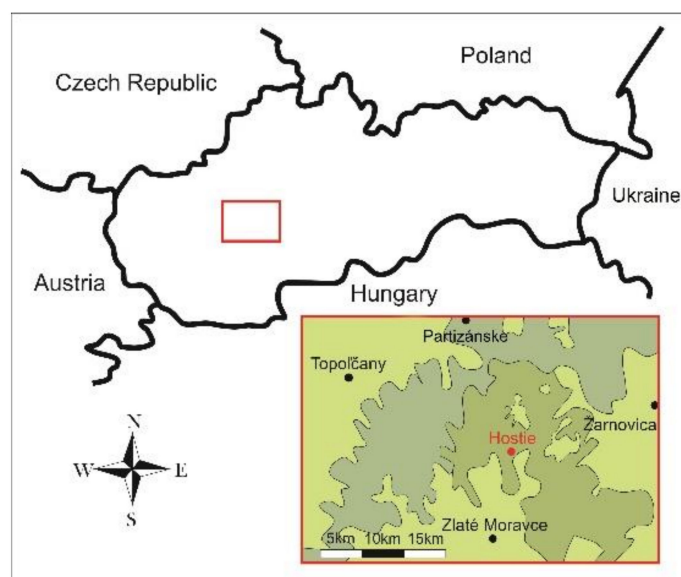 Poland
Czech Republic
Ukraine
Austria
Hungary
Partizánske
Topoľčany
Žarnovica
Hostie
Zlaté Moravce
5km 10km 15km
N
W E
S